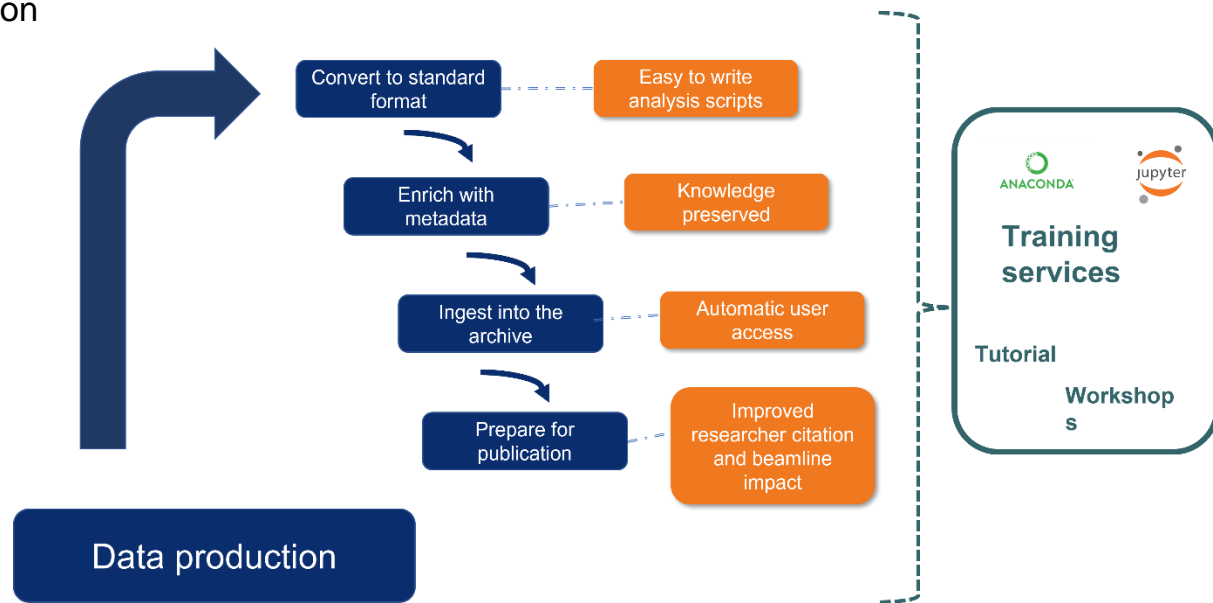 on
Convert to standard
format
Easy to write
analysis scripts
Enrich with
metadata
Knowledge
preserved
Ingest into the
archive
Automatic user
access
Prepare for
publication
Improved
researcher citation
and beamline
impact
Data production
ANACONDA
jupyter
Training
services
Tutorial
Workshop
s